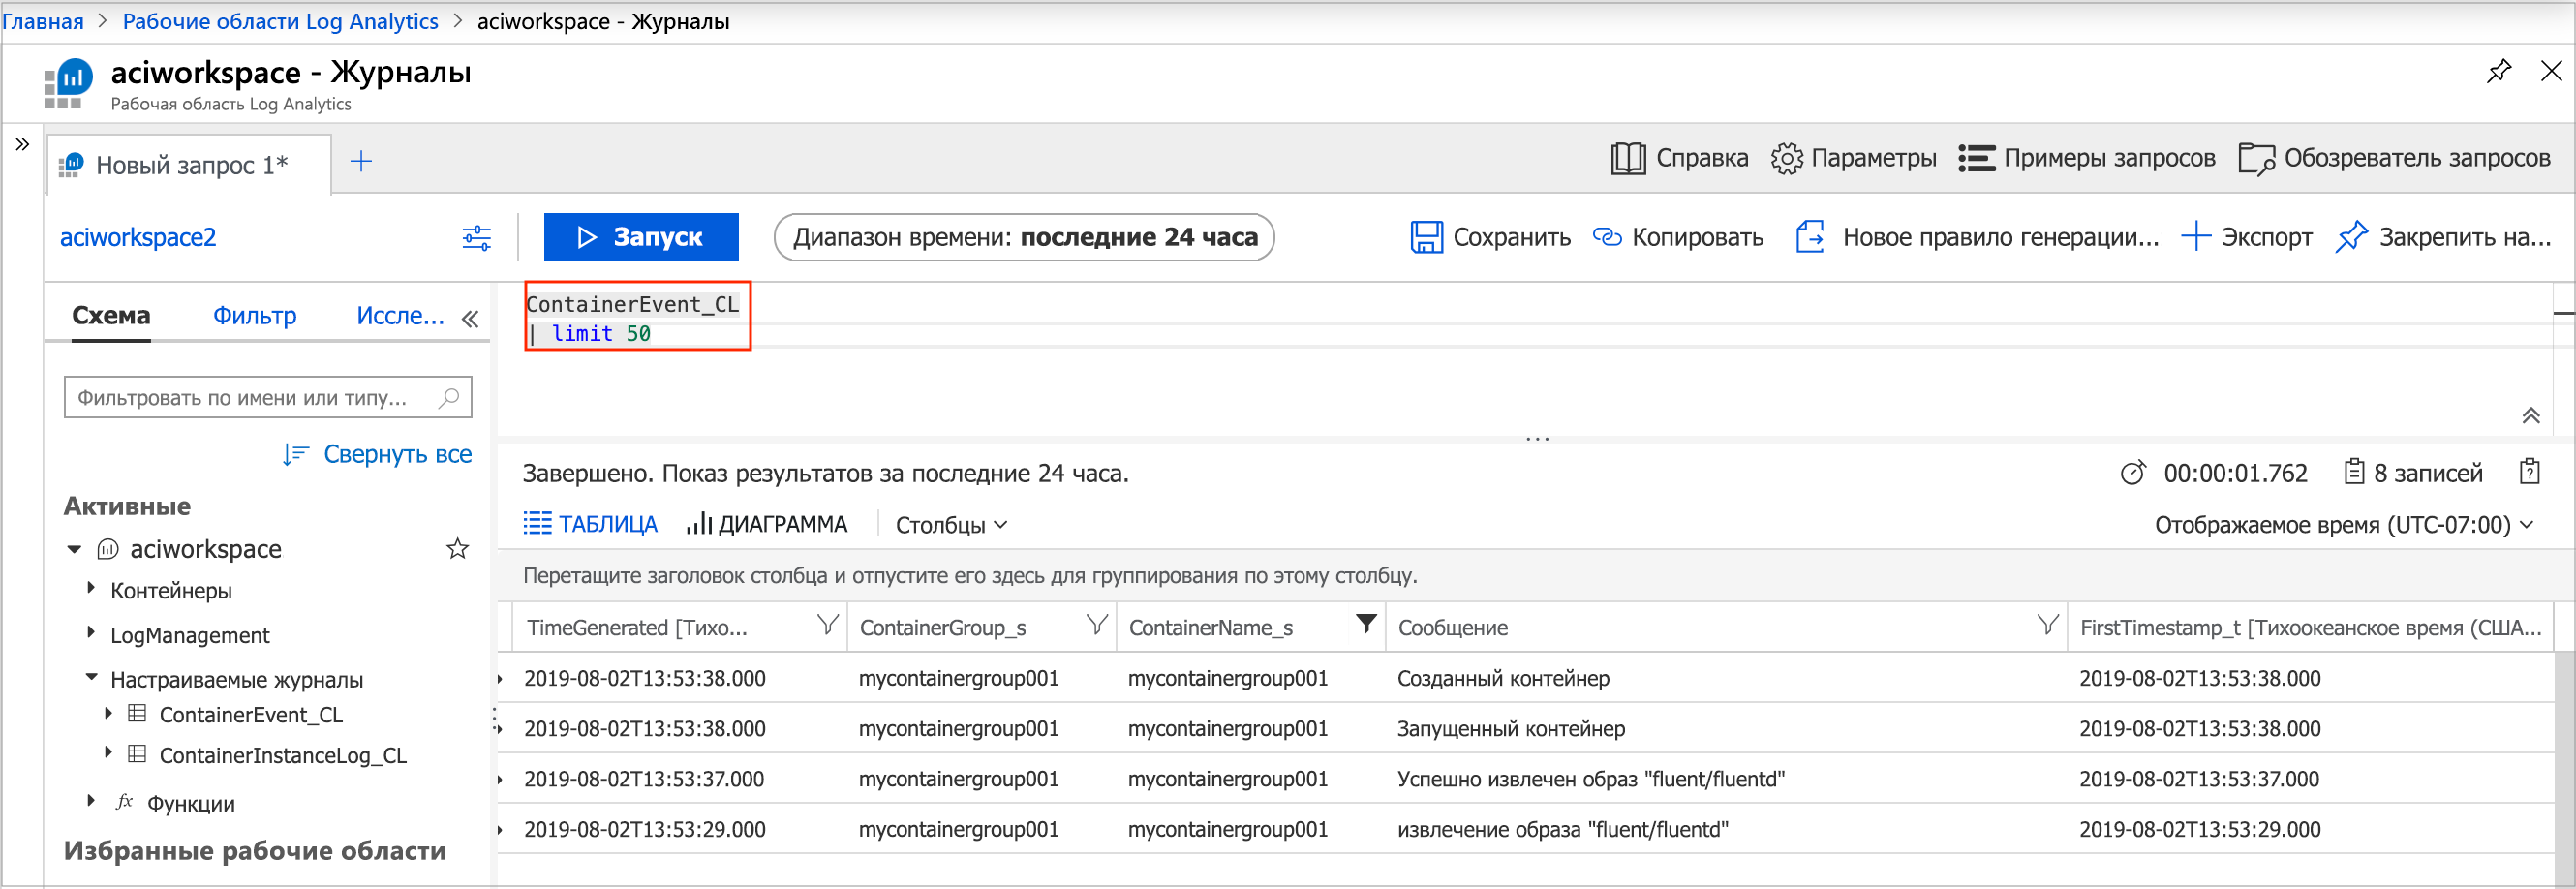 Главная > Рабочие области Log Analytics > aciworkspace - Журналы
aciworkspace - Журналы
Рабочая область Log Analytics
» Новый запрос 1* + Справка Параметры Примеры запросов Обозреватель запросов
aciworkspace2 Запуск Диапазон времени: последние 24 часа Сохранить Копировать Новое правило генерации... Экспорт Закрепить на...
Схема Фильтр Иссле... «
ContainerEvent_CL
| limit 50
Фильтровать по имени или типу...
Свернуть все
Активные
aciworkspace
Контейнеры
LogManagement
Настраиваемые журналы
ContainerEvent_CL
ContainerInstanceLog_CL
fx Функции
Избранные рабочие области
Завершено. Показ результатов за последние 24 часа. 00:00:01.762 8 записей
ТАБЛИЦА ДИАГРАММА Столбцы Отображаемое время (UTC-07:00)
Перетащите заголовок столбца и отпустите его здесь для группирования по этому столбцу.
TimeGenerated [Тихо... ContainerGroup_s ContainerName_s Сообщение FirstTimestamp_t [Тихоокеанское время (США...
2019-08-02T13:53:38.000 mycontainergroup001 mycontainergroup001 Созданный контейнер 2019-08-02T13:53:38.000
2019-08-02T13:53:38.000 mycontainergroup001 mycontainergroup001 Запущенный контейнер 2019-08-02T13:53:38.000
2019-08-02T13:53:37.000 mycontainergroup001 mycontainergroup001 Успешно извлечен образ "fluent/fluentd" 2019-08-02T13:53:37.000
2019-08-02T13:53:29.000 mycontainergroup001 mycontainergroup001 извлечение образа "fluent/fluentd" 2019-08-02T13:53:29.000